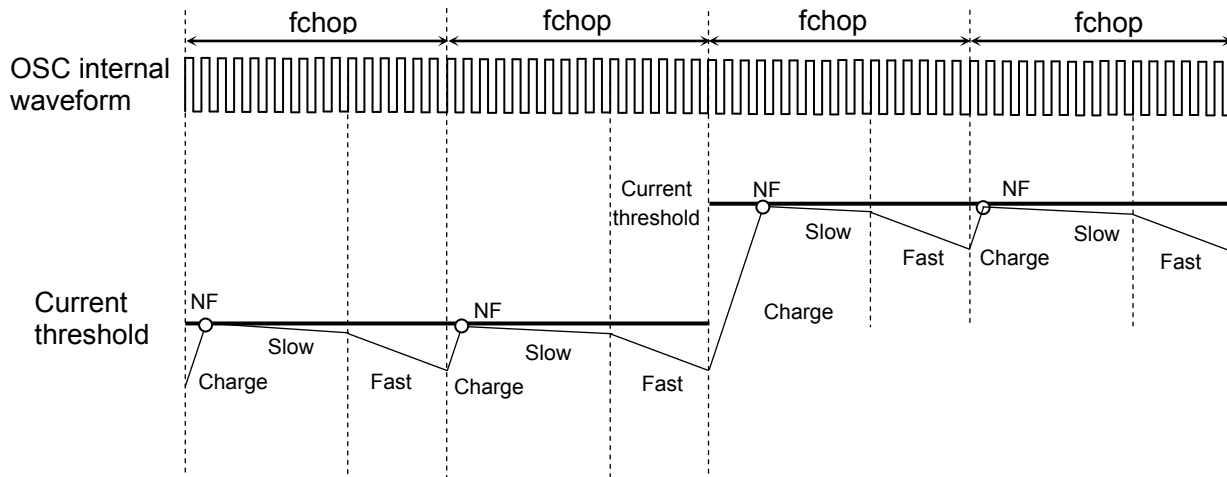 fchop fchop fchop fchop
OSC internal
waveform
Current
threshold
NF
NF
Slow
Slow
Fast
Charge
Fast
Charge
Current
threshold
NF
NF
Slow
Slow
Charge
Fast
Charge
Fast